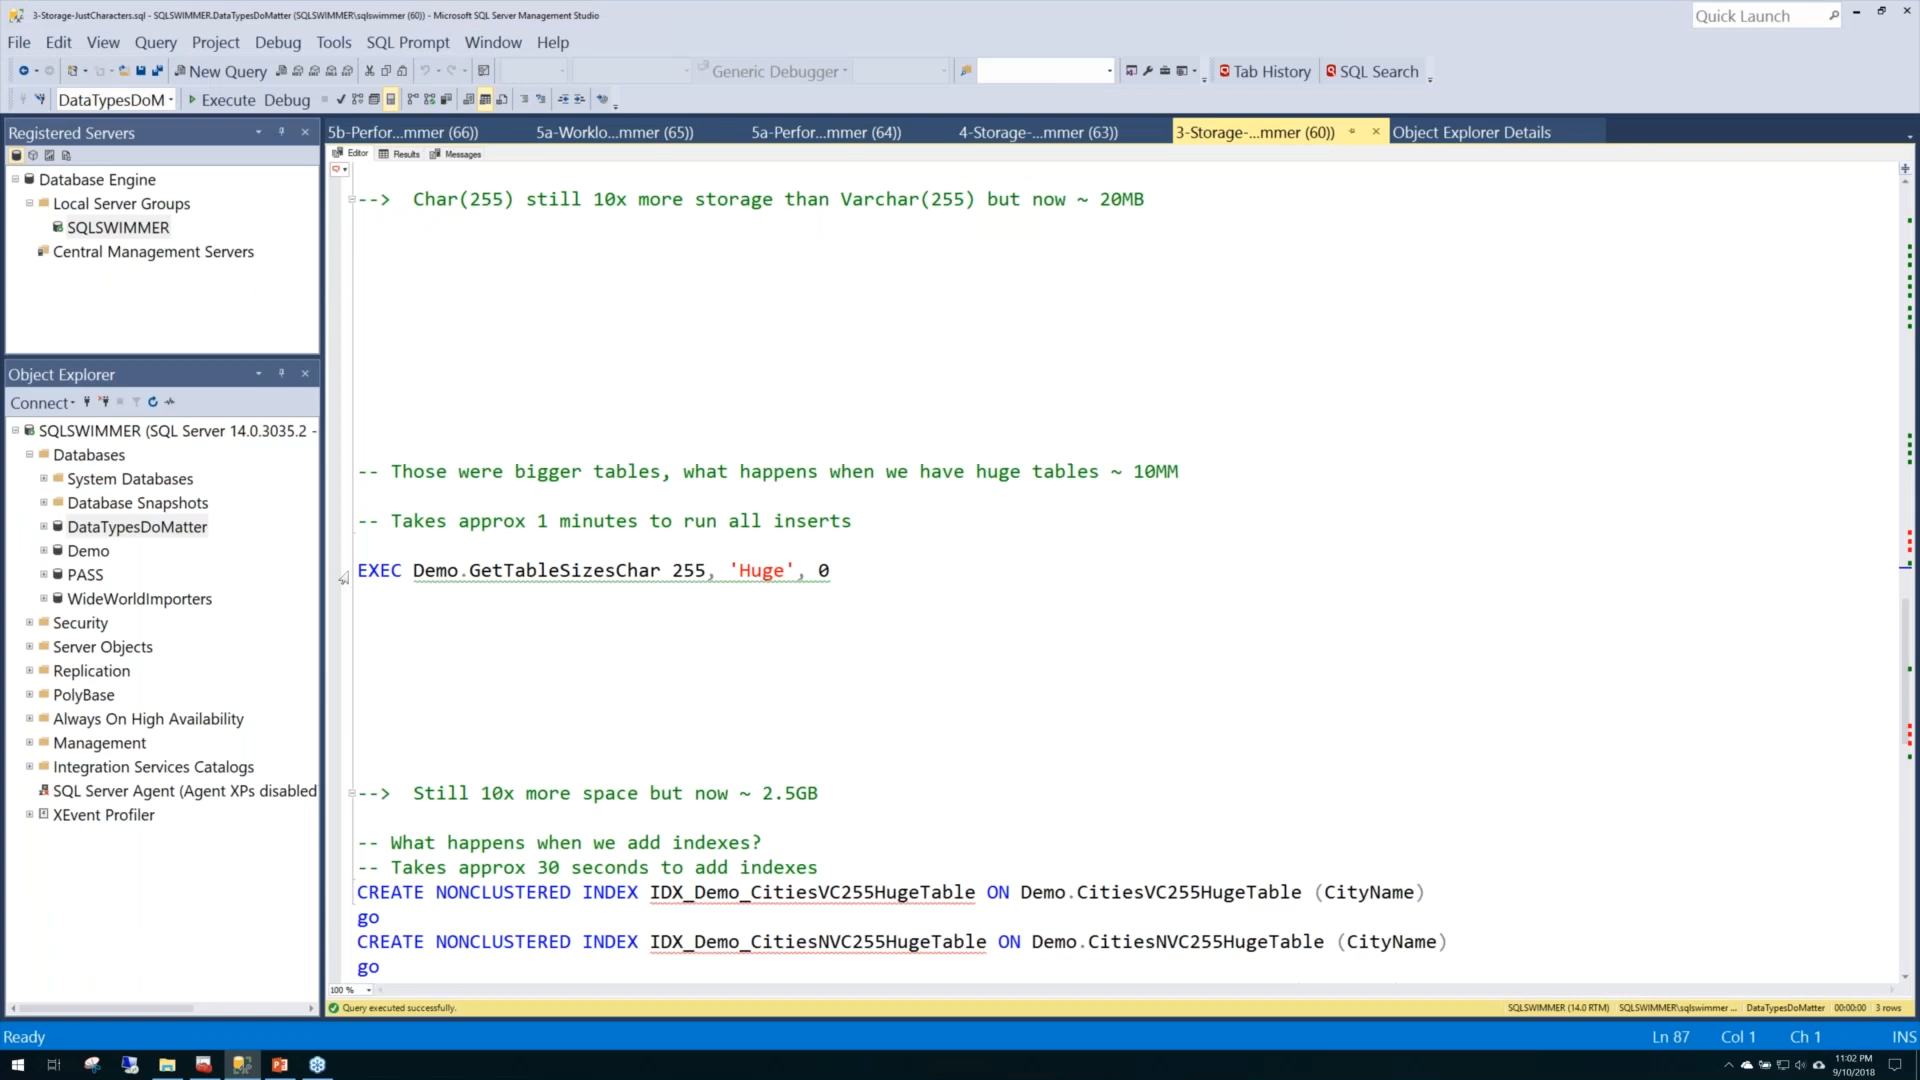 3-Storage-JustCharacters.sql - SQLSWIMMER.DataTypesDoMatter (SQLSWIMMER\sqlswimmer (60)) - Microsoft SQL Server Management Studio
Quick Launch
File Edit View Query Project Debug Tools SQL Prompt Window Help
New Query
Generic Debugger
Tab History
SQL Search
DataTypesDoM
Execute Debug
Registered Servers
5b-Perfor...mmer (66))
5a-Worklo...mmer (65))
5a-Perfor...mmer (64))
4-Storage-...mmer (63))
3-Storage-...mmer (60))
Object Explorer Details
Editor Results Messages
Database Engine
Local Server Groups
SQLSWIMMER
Central Management Servers
Object Explorer
Connect
SQLSWIMMER (SQL Server 14.0.3035.2 -
Databases
System Databases
Database Snapshots
DataTypesDoMatter
Demo
PASS
WideWorldImporters
Security
Server Objects
Replication
PolyBase
Always On High Availability
Management
Integration Services Catalogs
SQL Server Agent (Agent XPs disabled
XEvent Profiler
--> Char(255) still 10x more storage than Varchar(255) but now ~ 20MB
-- Those were bigger tables, what happens when we have huge tables ~ 10MM
-- Takes approx 1 minutes to run all inserts
EXEC Demo.GetTableSizesChar 255, 'Huge', 0
--> Still 10x more space but now ~ 2.5GB
-- What happens when we add indexes?
-- Takes approx 30 seconds to add indexes
CREATE NONCLUSTERED INDEX IDX_Demo_CitiesVC255HugeTable ON Demo.CitiesVC255HugeTable (CityName)
go
CREATE NONCLUSTERED INDEX IDX_Demo_CitiesNVC255HugeTable ON Demo.CitiesNVC255HugeTable (CityName)
go
100 %
Query executed successfully.
SQLSWIMMER (14.0 RTM) SQLSWIMMER\sqlswimmer ... DataTypesDoMatter 00:00:00 3 rows
Ready
Ln 87 Col 1 Ch 1 INS
11:02 PM
9/10/2018